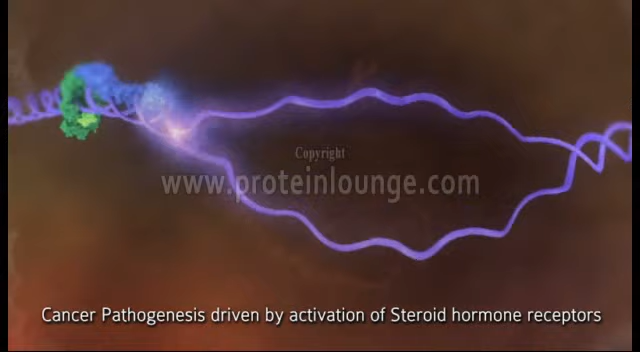 Copyright
www.proteinlounge.com
Cancer Pathogenesis driven by activation of Steroid hormone receptors